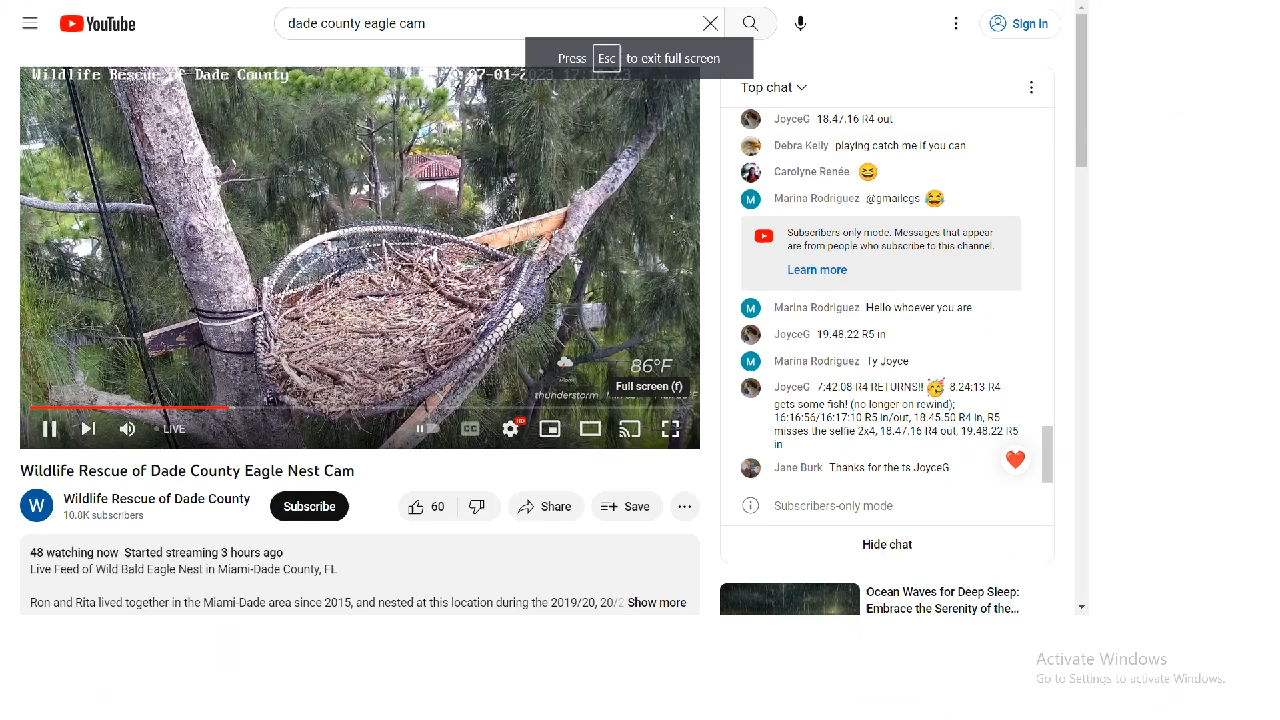 YouTube
dade county eagle cam
Sign in
Press Esc to exit full screen
Wildlife Rescue of Dade County
07-01-2023
Top chat
JoyceG 18.47.16 R4 out
Debra Kelly playing catch me if you can
Carolyne Renée 😆
Marina Rodriguez @gmailcgs 😂
Subscribers-only mode. Messages that appear
are from people who subscribe to this channel.
Learn more
Marina Rodriguez Hello whoever you are
JoyceG 19.48.22 R5 in
Marina Rodriguez Ty Joyce
JoyceG 7:42:08 R4 RETURNS!! 🥳 8.24:13 R4
gets some fish! (no longer on rewind);
16:16:56/16:17:10 R5 in/out, 18.45.50 R4 in, R5
misses the selfie 2x4, 18.47.16 R4 out, 19.48.22 R5
in
Jane Burk Thanks for the ts JoyceG
Subscribers-only mode
Hide chat
86°F
Miami
Full screen (f)
thunderstorm
LIVE
CC
HD
Wildlife Rescue of Dade County Eagle Nest Cam
W
Wildlife Rescue of Dade County
10.8K subscribers
Subscribe
60
Share
Save
48 watching now Started streaming 3 hours ago
Live Feed of Wild Bald Eagle Nest in Miami-Dade County, FL
Ron and Rita lived together in the Miami-Dade area since 2015, and nested at this location during the 2019/20, 20/2 Show more
Ocean Waves for Deep Sleep:
Embrace the Serenity of the...
Activate Windows
Go to Settings to activate Windows.